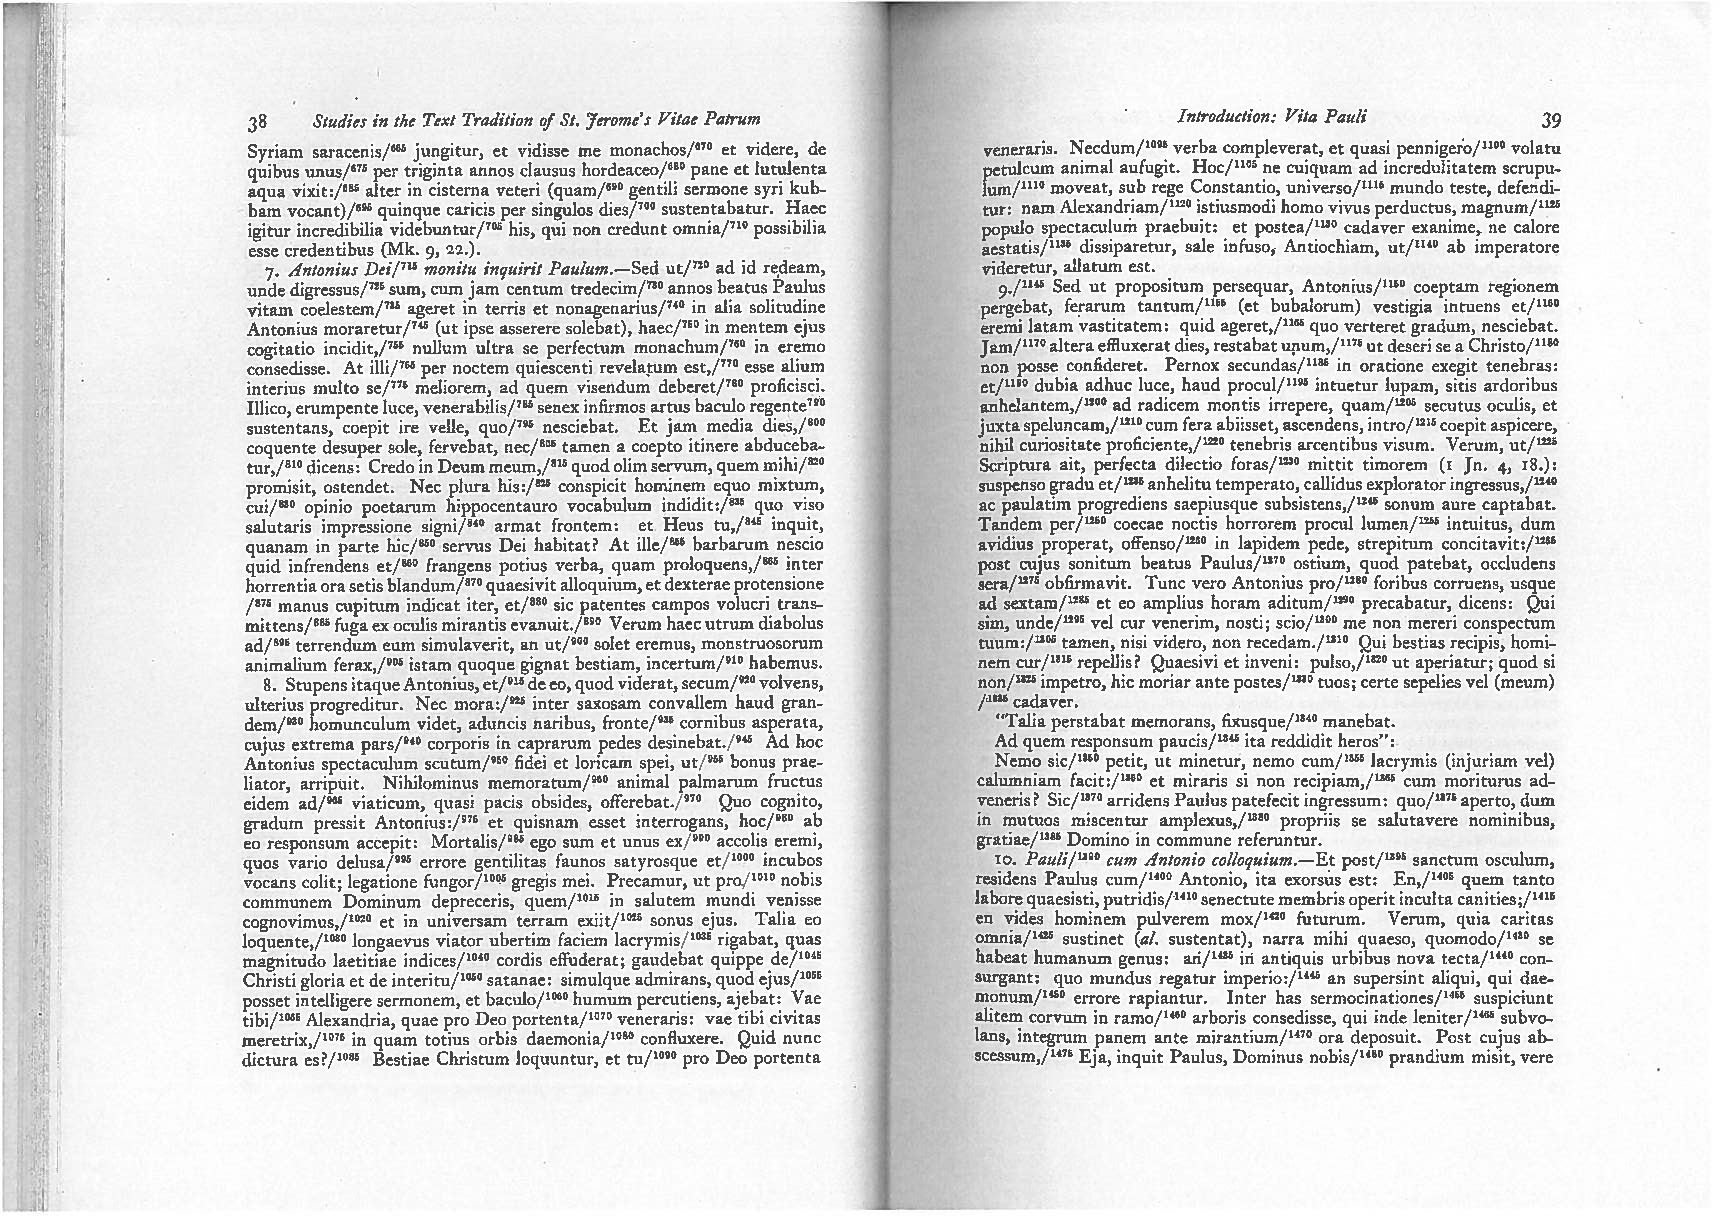 38 Studies in the Text Tradition of St. Jerome's Vitae Patrum
Syriam saracenis/⁶⁶⁵ jungitur, et vidisse me monachos/⁶⁷⁰ et videre, de
quibus unus/⁶⁷⁵ per triginta annos clausus hordeaceo/⁶⁸⁰ pane et lutulenta
aqua vixit:/⁶⁸⁵ alter in cisterna veteri (quam/⁶⁹⁰ gentili sermone syri kub-
bam vocant)/⁶⁹⁵ quinque caricis per singulos dies/⁷⁰⁰ sustentabatur. Haec
igitur incredibilia videbuntur/⁷⁰⁵ his, qui non credunt omnia/⁷¹⁰ possibilia
esse credentibus (Mk. 9, 22.).
7. Antonius Dei/⁷¹⁵ monitu inquirit Paulum.—Sed ut/⁷²⁰ ad id redeam,
unde digressus/⁷²⁵ sum, cum jam centum tredecim/⁷³⁰ annos beatus Paulus
vitam coelestem/⁷³⁵ ageret in terris et nonagenarius/⁷⁴⁰ in alia solitudine
Antonius moraretur/⁷⁴⁵ (ut ipse asserere solebat), haec/⁷⁵⁰ in mentem ejus
cogitatio incidit,/⁷⁵⁵ nullum ultra se perfectum monachum/⁷⁶⁰ in eremo
consedisse. At illi/⁷⁶⁵ per noctem quiescenti revelatum est,/⁷⁷⁰ esse alium
interius multo se/⁷⁷⁵ meliorem, ad quem visendum deberet/⁷⁸⁰ proficisci.
Illico, erumpente luce, venerabilis/⁷⁸⁵ senex infirmos artus baculo regente⁷⁹⁰
sustentans, coepit ire velle, quo/⁷⁹⁵ nesciebat. Et jam media dies,/⁸⁰⁰
coquente desuper sole, fervebat, nec/⁸⁰⁵ tamen a coepto itinere abduceba-
tur,/⁸¹⁰ dicens: Credo in Deum meum,/⁸¹⁵ quod olim servum, quem mihi/⁸²⁰
promisit, ostendet. Nec plura his:/⁸²⁵ conspicit hominem equo mixtum,
cui/⁸³⁰ opinio poetarum hippocentauro vocabulum indidit:/⁸³⁵ quo viso
salutaris impressione signi/⁸⁴⁰ armat frontem: et Heus tu,/⁸⁴⁵ inquit,
quanam in parte hic/⁸⁵⁰ servus Dei habitat? At ille/⁸⁵⁵ barbarum nescio
quid infrendens et/⁸⁶⁰ frangens potius verba, quam proloquens,/⁸⁶⁵ inter
horrentia ora setis blandum/⁸⁷⁰ quaesivit alloquium, et dexterae protensione
/⁸⁷⁵ manus cupitum indicat iter, et/⁸⁸⁰ sic patentes campos volucri trans-
mittens/⁸⁸⁵ fuga ex oculis mirantis evanuit./⁸⁹⁰ Verum haec utrum diabolus
ad/⁸⁹⁵ terrendum eum simulaverit, an ut/⁹⁰⁰ solet eremus, monstruosorum
animalium ferax,/⁹⁰⁵ istam quoque gignat bestiam, incertum/⁹¹⁰ habemus.
8. Stupens itaque Antonius, et/⁹¹⁵ de eo, quod viderat, secum/⁹²⁰ volvens,
ulterius progreditur. Nec mora:/⁹²⁵ inter saxosam convallem haud gran-
dem/⁹³⁰ homunculum videt, aduncis naribus, fronte/⁹³⁵ cornibus asperata,
cujus extrema pars/⁹⁴⁰ corporis in caprarum pedes desinebat./⁹⁴⁵ Ad hoc
Antonius spectaculum scutum/⁹⁵⁰ fidei et loricam spei, ut/⁹⁵⁵ bonus prae-
liator, arripuit. Nihilominus memoratum/⁹⁶⁰ animal palmarum fructus
eidem ad/⁹⁶⁵ viaticum, quasi pacis obsides, offerebat./⁹⁷⁰ Quo cognito,
gradum pressit Antonius:/⁹⁷⁵ et quisnam esset interrogans, hoc/⁹⁸⁰ ab
eo responsum accepit: Mortalis/⁹⁸⁵ ego sum et unus ex/⁹⁹⁰ accolis eremi,
quos vario delusa/⁹⁹⁵ errore gentilitas faunos satyrosque et/¹⁰⁰⁰ incubos
vocans colit; legatione fungor/¹⁰⁰⁵ gregis mei. Precamur, ut pro/¹⁰¹⁰ nobis
communem Dominum depreceris, quem/¹⁰¹⁵ in salutem mundi venisse
cognovimus,/¹⁰²⁰ et in universam terram exiit/¹⁰²⁵ sonus ejus. Talia eo
loquente,/¹⁰³⁰ longaevus viator ubertim faciem lacrymis/¹⁰³⁵ rigabat, quas
magnitudo laetitiae indices/¹⁰⁴⁰ cordis effuderat; gaudebat quippe de/¹⁰⁴⁵
Christi gloria et de interitu/¹⁰⁵⁰ satanae: simulque admirans, quod ejus/¹⁰⁵⁵
posset intelligere sermonem, et baculo/¹⁰⁶⁰ humum percutiens, ajebat: Vae
tibi/¹⁰⁶⁵ Alexandria, quae pro Deo portenta/¹⁰⁷⁰ veneraris: vae tibi civitas
meretrix,/¹⁰⁷⁵ in quam totius orbis daemonia/¹⁰⁸⁰ confluxere. Quid nunc
dictura es?/¹⁰⁸⁵ Bestiae Christum loquuntur, et tu/¹⁰⁹⁰ pro Deo portenta
Introduction: Vita Pauli 39
veneraris. Necdum/¹⁰⁹⁵ verba compleverat, et quasi pennigero/¹¹⁰⁰ volatu
petulcum animal aufugit. Hoc/¹¹⁰⁵ ne cuiquam ad incredulitatem scrupu-
lum/¹¹¹⁰ moveat, sub rege Constantio, universo/¹¹¹⁵ mundo teste, defendi-
tur: nam Alexandriam/¹¹²⁰ istiusmodi homo vivus perductus, magnum/¹¹²⁵
populo spectaculum praebuit: et postea/¹¹³⁰ cadaver exanime, ne calore
aestatis/¹¹³⁵ dissiparetur, sale infuso, Antiochiam, ut/¹¹⁴⁰ ab imperatore
videretur, allatum est.
9./¹¹⁴⁵ Sed ut propositum persequar, Antonius/¹¹⁵⁰ coeptam regionem
pergebat, ferarum tantum/¹¹⁵⁵ (et bubalorum) vestigia intuens et/¹¹⁶⁰
eremi latam vastitatem: quid ageret,/¹¹⁶⁵ quo verteret gradum, nesciebat.
Jam/¹¹⁷⁰ altera effluxerat dies, restabat unum,/¹¹⁷⁵ ut deseri se a Christo/¹¹⁸⁰
non posse confideret. Pernox secundas/¹¹⁸⁵ in oratione exegit tenebras:
et/¹¹⁹⁰ dubia adhuc luce, haud procul/¹¹⁹⁵ intuetur lupam, sitis ardoribus
anhelantem,/¹²⁰⁰ ad radicem montis irrepere, quam/¹²⁰⁵ secutus oculis, et
juxta speluncam,/¹²¹⁰ cum fera abiisset, ascendens, intro/¹²¹⁵ coepit aspicere,
nihil curiositate proficiente,/¹²²⁰ tenebris arcentibus visum. Verum, ut/¹²²⁵
Scriptura ait, perfecta dilectio foras/¹²³⁰ mittit timorem (1 Jn. 4, 18.):
suspenso gradu et/¹²³⁵ anhelitu temperato, callidus explorator ingressus,/¹²⁴⁰
ac paulatim progrediens saepiusque subsistens,/¹²⁴⁵ sonum aure captabat.
Tandem per/¹²⁵⁰ coecae noctis horrorem procul lumen/¹²⁵⁵ intuitus, dum
avidius properat, offenso/¹²⁶⁰ in lapidem pede, strepitum concitavit:/¹²⁶⁵
post cujus sonitum beatus Paulus/¹²⁷⁰ ostium, quod patebat, occludens
sera/¹²⁷⁵ obfirmavit. Tunc vero Antonius pro/¹²⁸⁰ foribus corruens, usque
ad sextam/¹²⁸⁵ et eo amplius horam aditum/¹²⁹⁰ precabatur, dicens: Qui
sim, unde/¹²⁹⁵ vel cur venerim, nosti; scio/¹³⁰⁰ me non mereri conspectum
tuum:/¹³⁰⁵ tamen, nisi videro, non recedam./¹³¹⁰ Qui bestias recipis, homi-
nem cur/¹³¹⁵ repellis? Quaesivi et inveni: pulso,/¹³²⁰ ut aperiatur; quod si
non/¹³²⁵ impetro, hic moriar ante postes/¹³³⁰ tuos; certe sepelies vel (meum)
/¹³³⁵ cadaver.
"Talia perstabat memorans, fixusque/¹³⁴⁰ manebat.
Ad quem responsum paucis/¹³⁴⁵ ita reddidit heros":
Nemo sic/¹³⁵⁰ petit, ut minetur, nemo cum/¹³⁵⁵ lacrymis (injuriam vel)
calumniam facit:/¹³⁶⁰ et miraris si non recipiam,/¹³⁶⁵ cum moriturus ad-
veneris? Sic/¹³⁷⁰ arridens Paulus patefecit ingressum: quo/¹³⁷⁵ aperto, dum
in mutuos miscentur amplexus,/¹³⁸⁰ propriis se salutavere nominibus,
gratiae/¹³⁸⁵ Domino in commune referuntur.
10. Pauli/¹³⁹⁰ cum Antonio colloquium.—Et post/¹³⁹⁵ sanctum osculum,
residens Paulus cum/¹⁴⁰⁰ Antonio, ita exorsus est: En,/¹⁴⁰⁵ quem tanto
labore quaesisti, putridis/¹⁴¹⁰ senectute membris operit inculta canities;/¹⁴¹⁵
en vides hominem pulverem mox/¹⁴²⁰ futurum. Verum, quia caritas
omnia/¹⁴²⁵ sustinet (al. sustentat), narra mihi quaeso, quomodo/¹⁴³⁰ se
habeat humanum genus: an/¹⁴³⁵ in antiquis urbibus nova tecta/¹⁴⁴⁰ con-
surgant: quo mundus regatur imperio:/¹⁴⁴⁵ an supersint aliqui, qui dae-
monum/¹⁴⁵⁰ errore rapiantur. Inter has sermocinationes/¹⁴⁵⁵ suspiciunt
alitem corvum in ramo/¹⁴⁶⁰ arboris consedisse, qui inde leniter/¹⁴⁶⁵ subvo-
lans, integrum panem ante mirantium/¹⁴⁷⁰ ora deposuit. Post cujus ab-
scessum,/¹⁴⁷⁵ Eja, inquit Paulus, Dominus nobis/¹⁴⁸⁰ prandium misit, vere